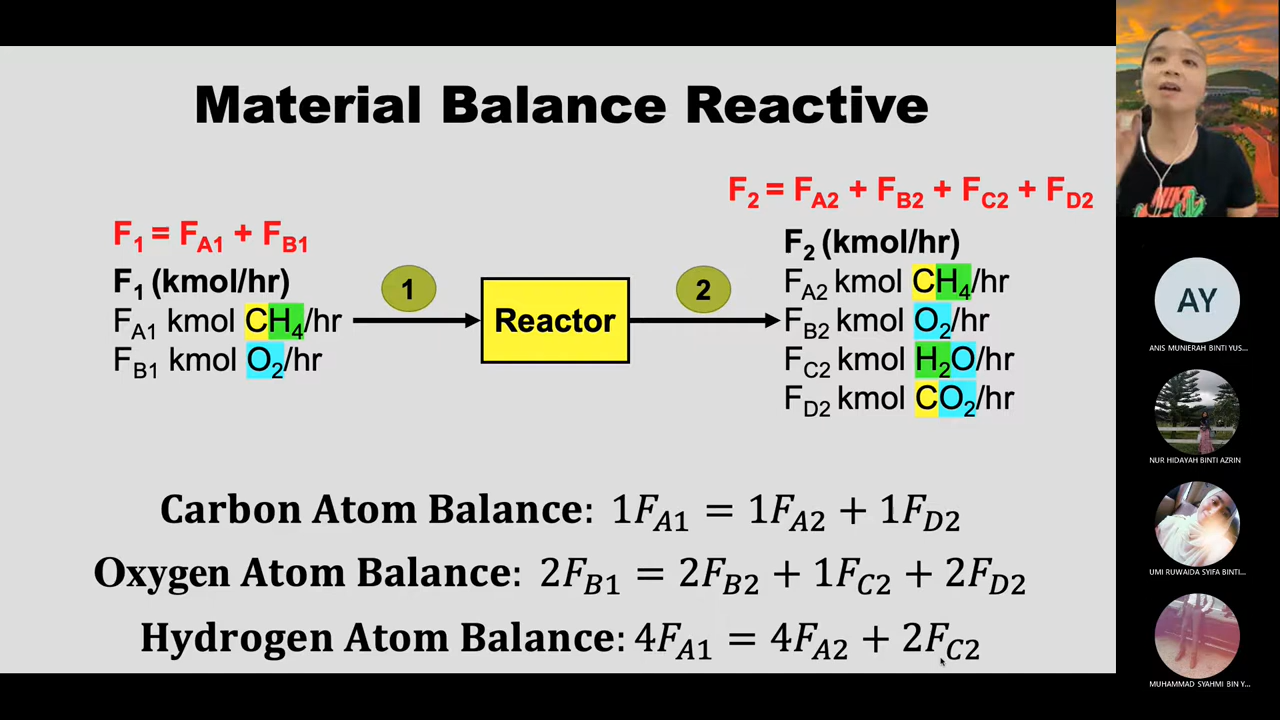 Material Balance Reactive
F₂ = F_A2 + F_B2 + F_C2 + F_D2
F₁ = F_A1 + F_B1
F₁ (kmol/hr)
F_A1 kmol CH₄/hr
F_B1 kmol O₂/hr
1
Reactor
2
F₂ (kmol/hr)
F_A2 kmol CH₄/hr
F_B2 kmol O₂/hr
F_C2 kmol H₂O/hr
F_D2 kmol CO₂/hr
Carbon Atom Balance: 1F_A1 = 1F_A2 + 1F_D2
Oxygen Atom Balance: 2F_B1 = 2F_B2 + 1F_C2 + 2F_D2
Hydrogen Atom Balance: 4F_A1 = 4F_A2 + 2F_C2
NIKE
AY
ANIS MUNIERAH BINTI YUS...
NUR HIDAYAH BINTI AZRIN
UMI RUWAIDA SYIFA BINTI...
MUHAMMAD SYAHMI BIN Y...